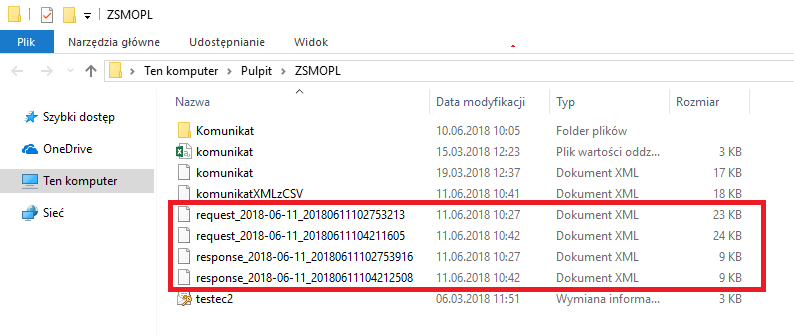 ZSMOPL
Plik Narzędzia główne Udostępnianie Widok
Ten komputer > Pulpit > ZSMOPL
Nazwa Data modyfikacji Typ Rozmiar
Szybki dostęp
OneDrive
Ten komputer
Sieć
Komunikat 10.06.2018 10:05 Folder plików
komunikat 15.03.2018 12:23 Plik wartości oddz... 3 KB
komunikat 19.03.2018 12:37 Dokument XML 17 KB
komunikatXMLzCSV 11.06.2018 10:41 Dokument XML 18 KB
request_2018-06-11_20180611102753213 11.06.2018 10:27 Dokument XML 23 KB
request_2018-06-11_20180611104211605 11.06.2018 10:42 Dokument XML 24 KB
response_2018-06-11_20180611102753916 11.06.2018 10:27 Dokument XML 9 KB
response_2018-06-11_20180611104212508 11.06.2018 10:42 Dokument XML 9 KB
testec2 06.03.2018 11:51 Wymiana informa... 3 KB